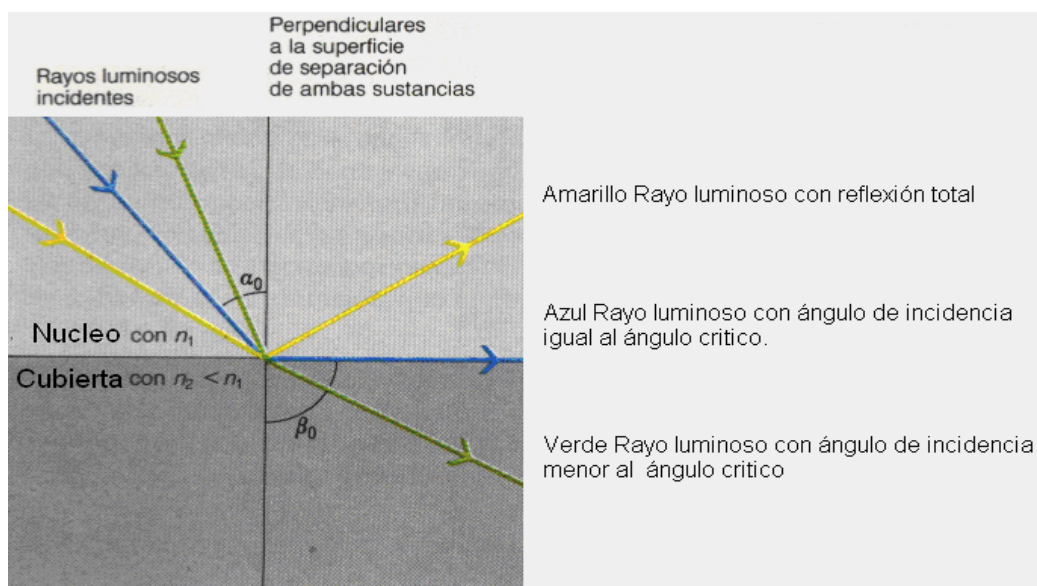 Perpendiculares
a la superficie
de separación
de ambas sustancias
Rayos luminosos
incidentes
Amarillo Rayo luminoso con reflexión total
α₀
Azul Rayo luminoso con ángulo de incidencia
igual al ángulo critico.
Nucleo con n₁
Cubierta con n₂ < n₁
β₀
Verde Rayo luminoso con ángulo de incidencia
menor al ángulo critico